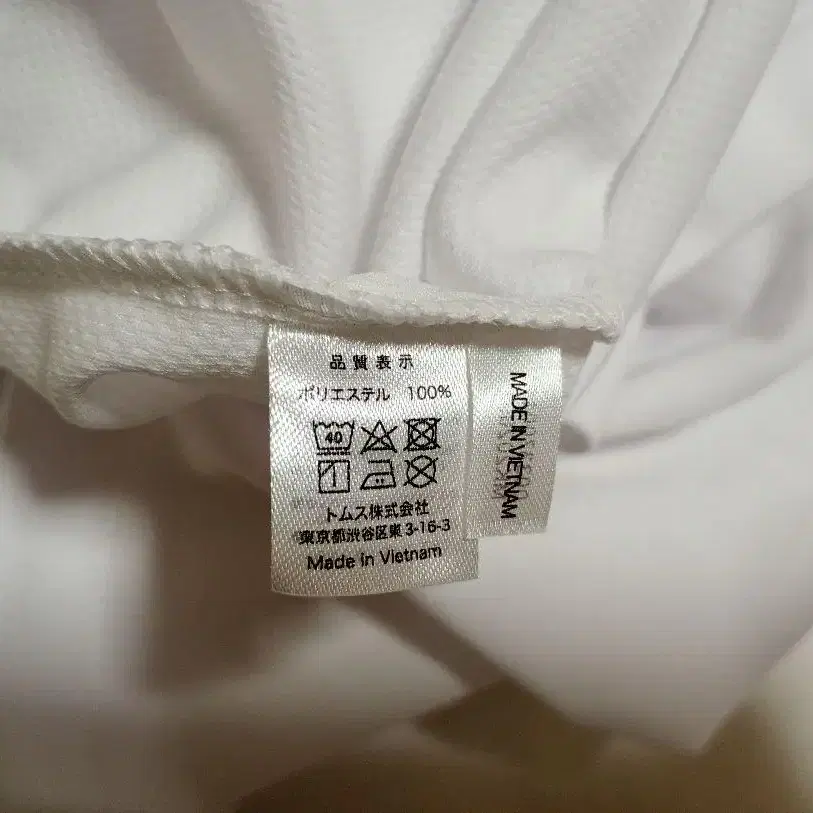 品質表示
ポリエステル 100%
40
トムス株式会社
東京都渋谷区東3-16-3
Made in Vietnam
MADE IN VIETNAM